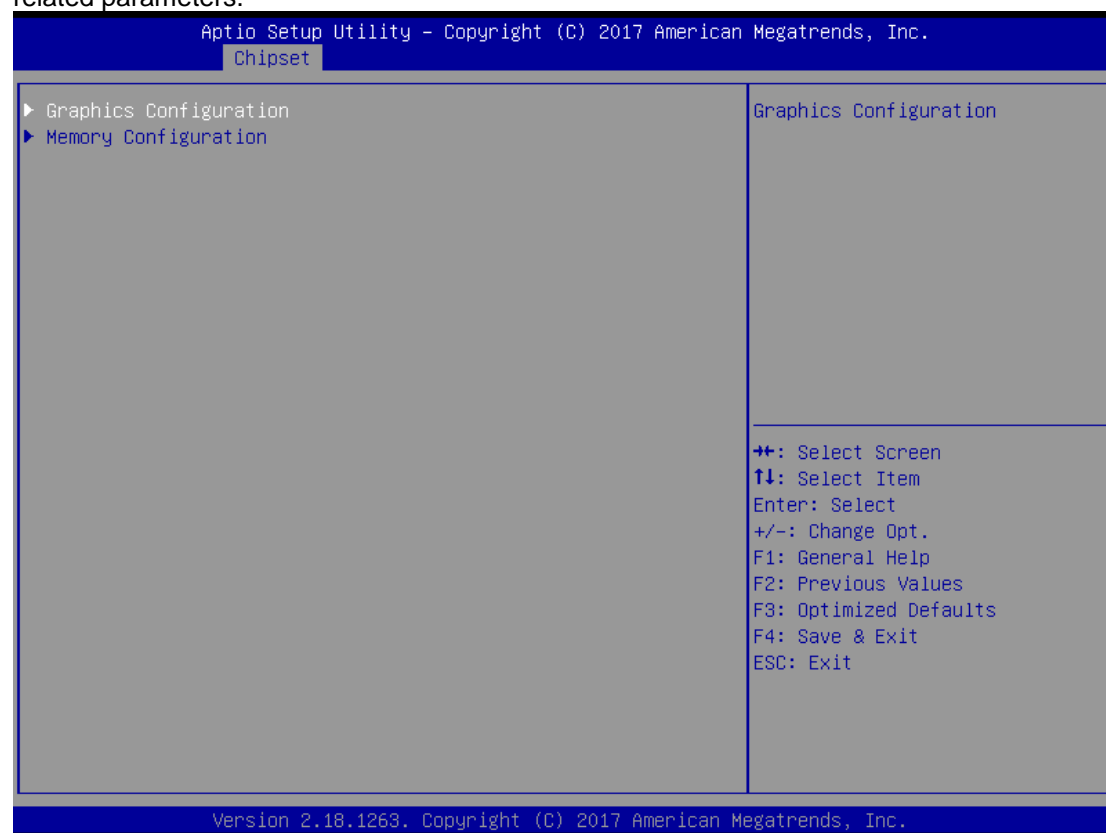 related parameters.
Aptio Setup Utility – Copyright (C) 2017 American Megatrends, Inc.
Chipset
▶ Graphics Configuration
▶ Memory Configuration
Graphics Configuration
→←: Select Screen
↑↓: Select Item
Enter: Select
+/-: Change Opt.
F1: General Help
F2: Previous Values
F3: Optimized Defaults
F4: Save & Exit
ESC: Exit
Version 2.18.1263. Copyright (C) 2017 American Megatrends, Inc.